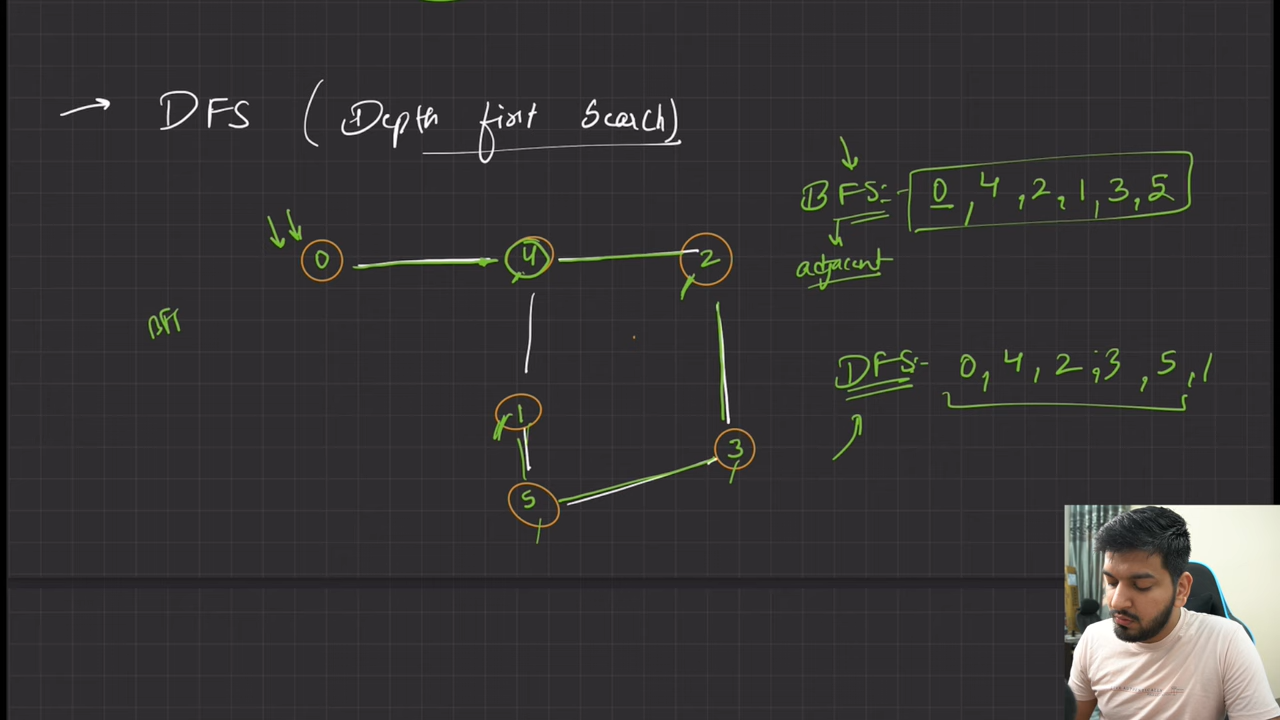 → DFS (Depth first Search)
BFS:- 0, 4, 2, 1, 3, 5
adjacent
0 4 2
DFS:- 0, 4, 2, 3, 5, 1
1
3
5